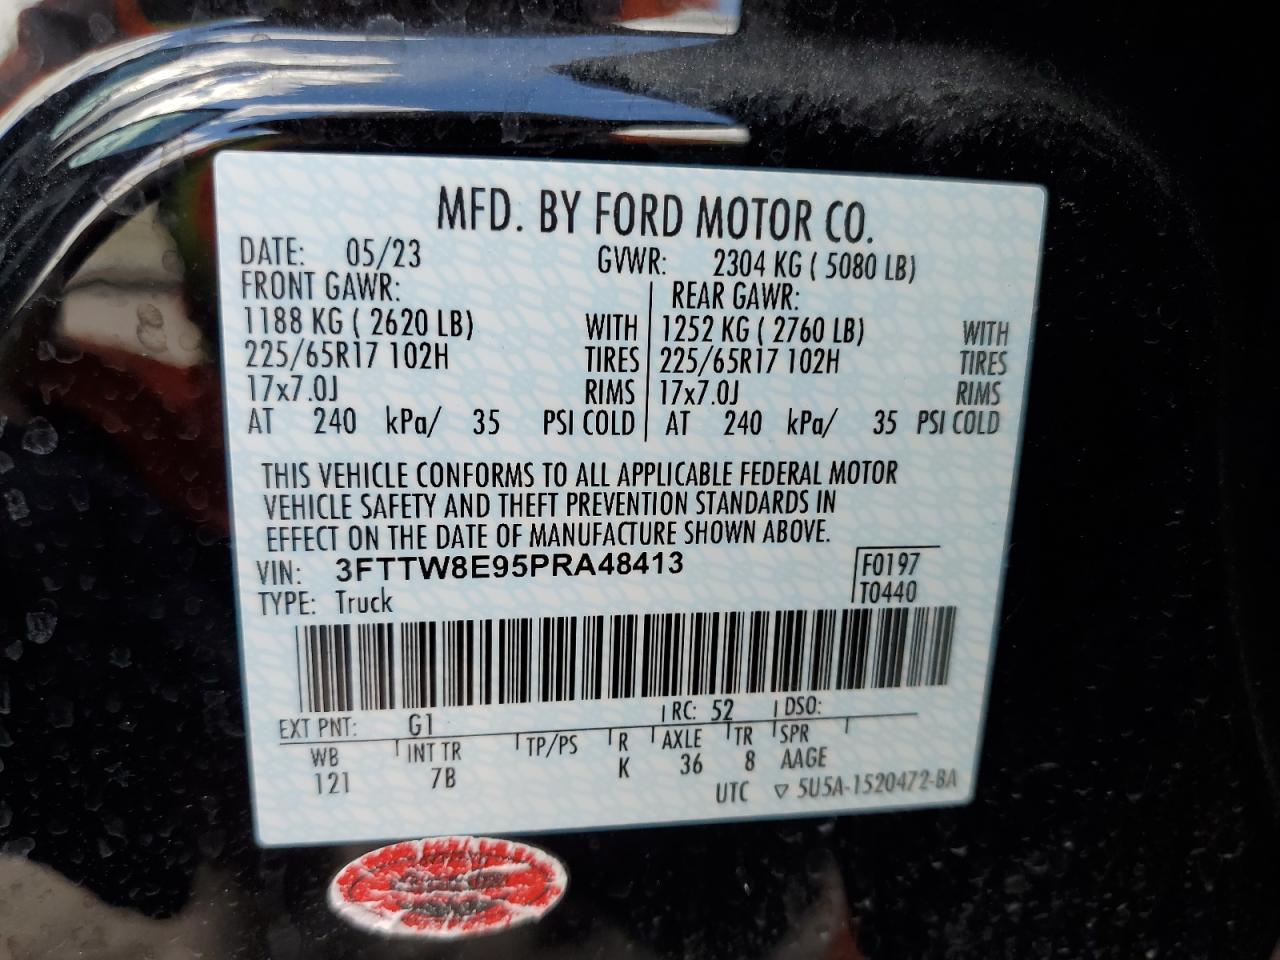 MFD. BY FORD MOTOR CO.
DATE: 05/23 GVWR: 2304 KG ( 5080 LB)
FRONT GAWR: REAR GAWR:
1188 KG ( 2620 LB) WITH 1252 KG ( 2760 LB) WITH
225/65R17 102H TIRES 225/65R17 102H TIRES
17x7.0J RIMS 17x7.0J RIMS
AT 240 kPa/ 35 PSI COLD AT 240 kPa/ 35 PSI COLD
THIS VEHICLE CONFORMS TO ALL APPLICABLE FEDERAL MOTOR
VEHICLE SAFETY AND THEFT PREVENTION STANDARDS IN
EFFECT ON THE DATE OF MANUFACTURE SHOWN ABOVE.
VIN: 3FTTW8E95PRA48413 F0197
TYPE: Truck T0440
EXT PNT: G1 RC: 52 DSO:
WB INT TR TP/PS R AXLE TR SPR
121 7B K 36 8 AAGE
UTC ▽ 5U5A-1520472-BA